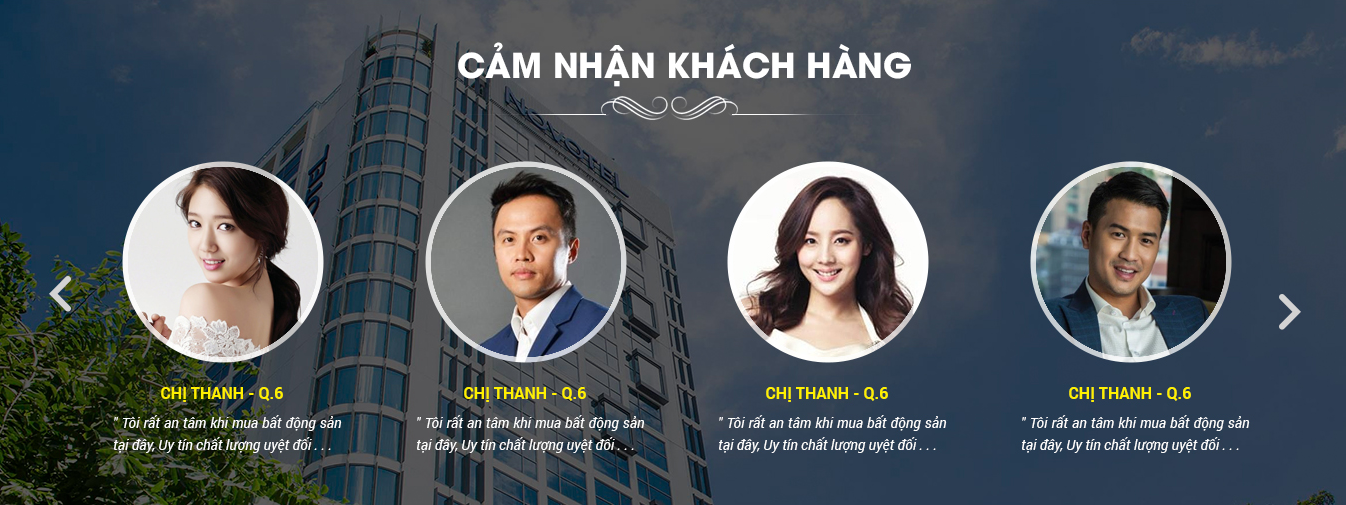 CẢM NHẬN KHÁCH HÀNG
NOVOTEL
CHỊ THANH - Q.6
" Tôi rất an tâm khi mua bất động sản
tại đây, Uy tín chất lượng uyệt đối . . .
CHỊ THANH - Q.6
" Tôi rất an tâm khi mua bất động sản
tại đây, Uy tín chất lượng uyệt đối . . .
CHỊ THANH - Q.6
" Tôi rất an tâm khi mua bất động sản
tại đây, Uy tín chất lượng uyệt đối . . .
CHỊ THANH - Q.6
" Tôi rất an tâm khi mua bất động sản
tại đây, Uy tín chất lượng uyệt đối . . .